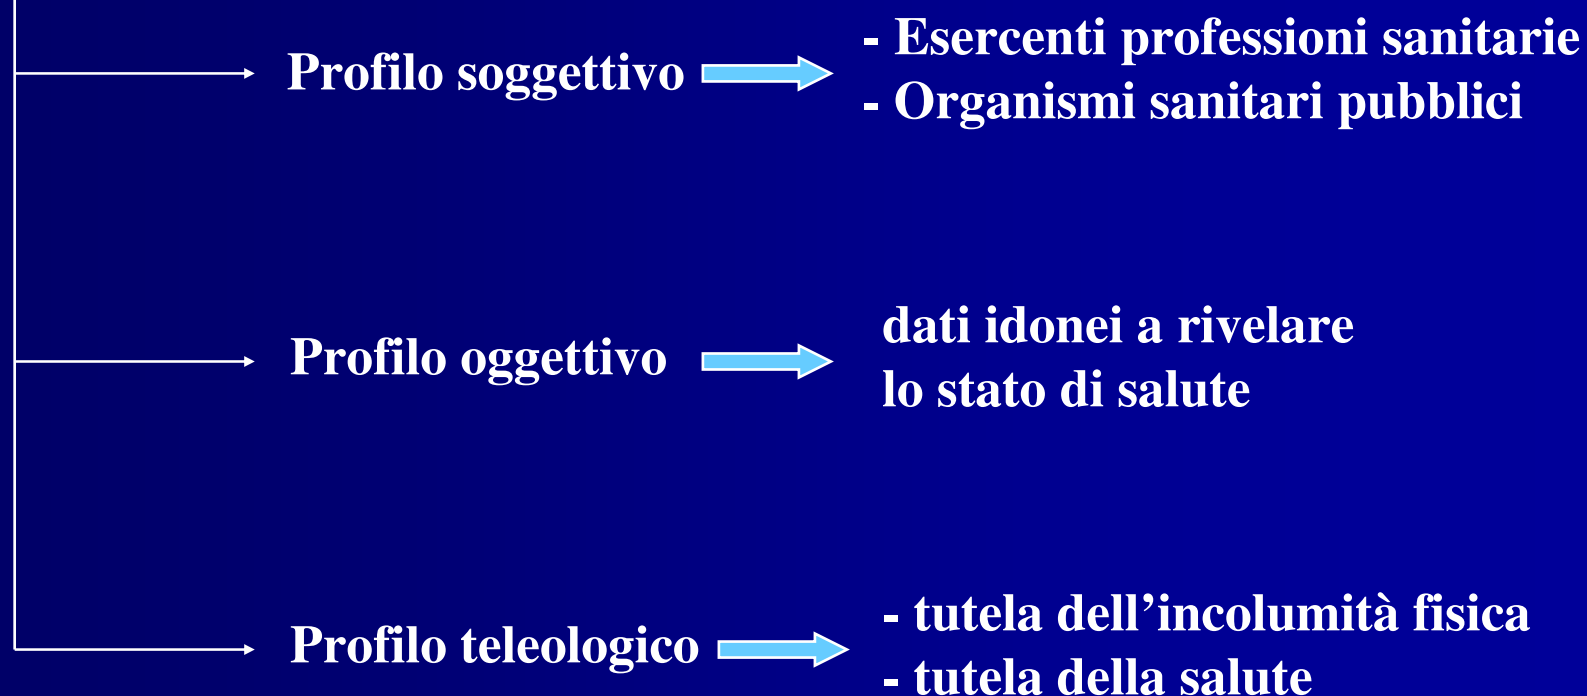 Profilo soggettivo
- Esercenti professioni sanitarie
- Organismi sanitari pubblici
Profilo oggettivo
dati idonei a rivelare
lo stato di salute
Profilo teleologico
- tutela dell’incolumità fisica
- tutela della salute